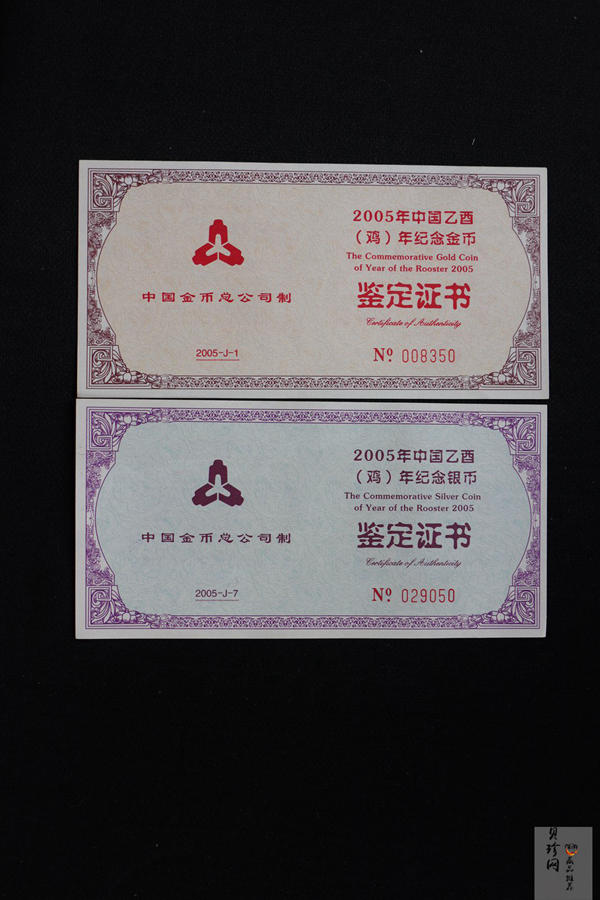 2005年中国乙酉
（鸡）年纪念金币
The Commemorative Gold Coin
of Year of the Rooster 2005
中国金币总公司制
鉴定证书
Certificate of Authenticity
2005-J-1
Nº 008350
2005年中国乙酉
（鸡）年纪念银币
The Commemorative Silver Coin
of Year of the Rooster 2005
中国金币总公司制
鉴定证书
Certificate of Authenticity
2005-J-7
Nº 029050
贝珍网